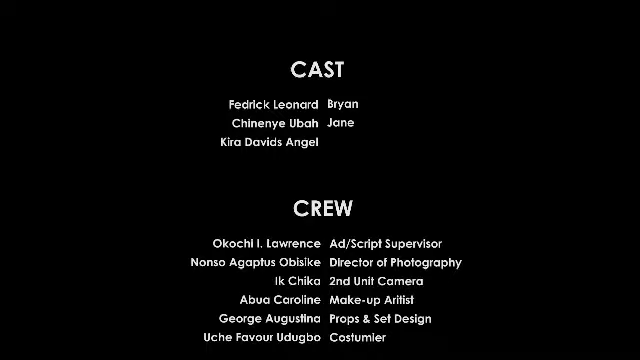 CAST
Fedrick Leonard Bryan
Chinenye Ubah Jane
Kira Davids Angel
CREW
Okochi I. Lawrence Ad/Script Supervisor
Nonso Agaptus Obisike Director of Photography
Ik Chika 2nd Unit Camera
Abua Caroline Make-up Aritist
George Augustina Props & Set Design
Uche Favour Udugbo Costumier